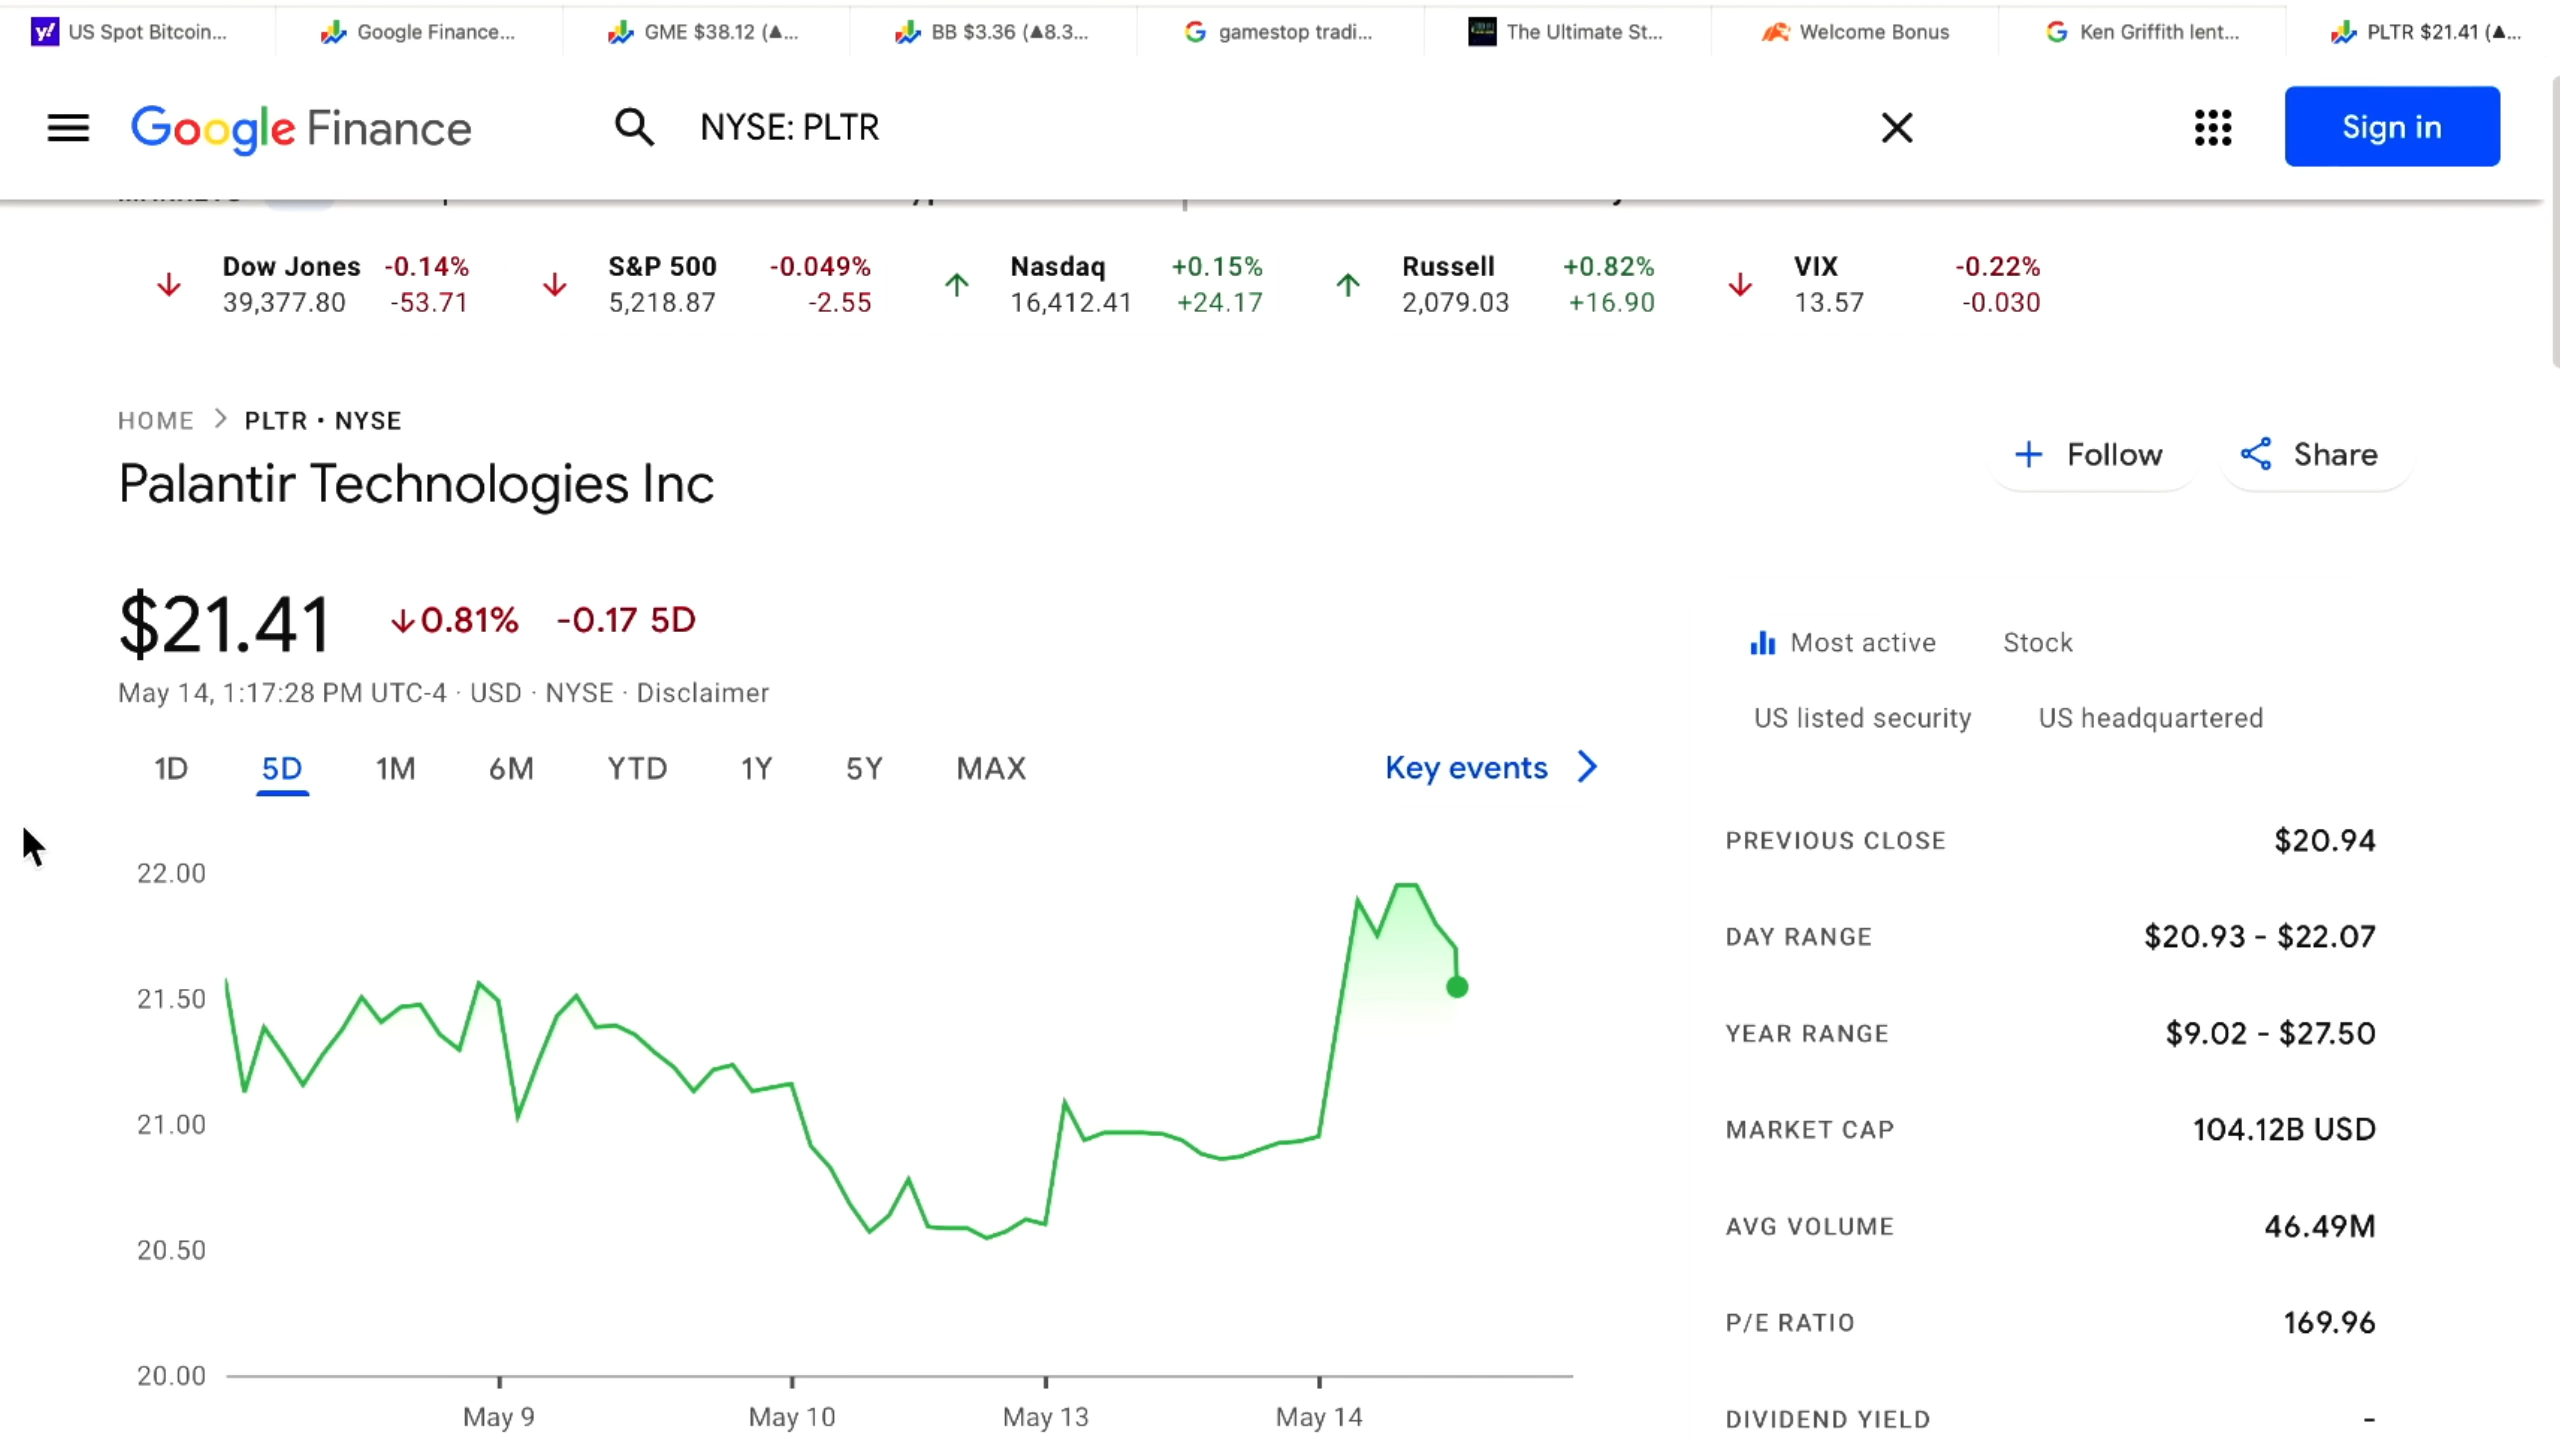 US Spot Bitcoin...
Google Finance...
GME $38.12 (▲...
BB $3.36 (▲8.3...
gamestop tradi...
The Ultimate St...
Welcome Bonus
Ken Griffith lent...
PLTR $21.41 (▲...
Google Finance
NYSE: PLTR
Sign in
Dow Jones -0.14%
39,377.80 -53.71
S&P 500 -0.049%
5,218.87 -2.55
Nasdaq +0.15%
16,412.41 +24.17
Russell +0.82%
2,079.03 +16.90
VIX -0.22%
13.57 -0.030
HOME > PLTR • NYSE
Palantir Technologies Inc
Follow
Share
$21.41 ↓0.81% -0.17 5D
May 14, 1:17:28 PM UTC-4 · USD · NYSE · Disclaimer
1D 5D 1M 6M YTD 1Y 5Y MAX
Key events
22.00
21.50
21.00
20.50
20.00
May 9 May 10 May 13 May 14
Most active Stock
US listed security US headquartered
PREVIOUS CLOSE $20.94
DAY RANGE $20.93 - $22.07
YEAR RANGE $9.02 - $27.50
MARKET CAP 104.12B USD
AVG VOLUME 46.49M
P/E RATIO 169.96
DIVIDEND YIELD -